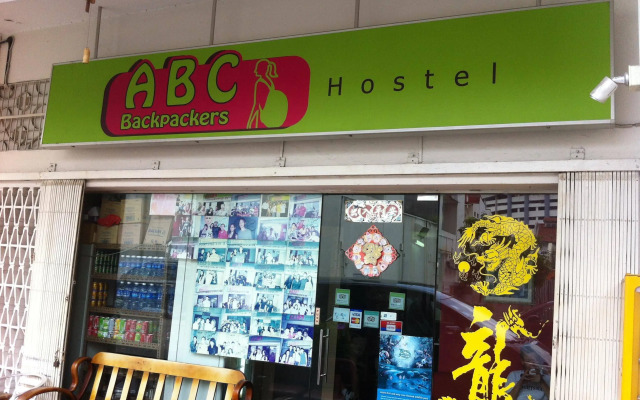 ABC
Backpackers
Hostel
龍